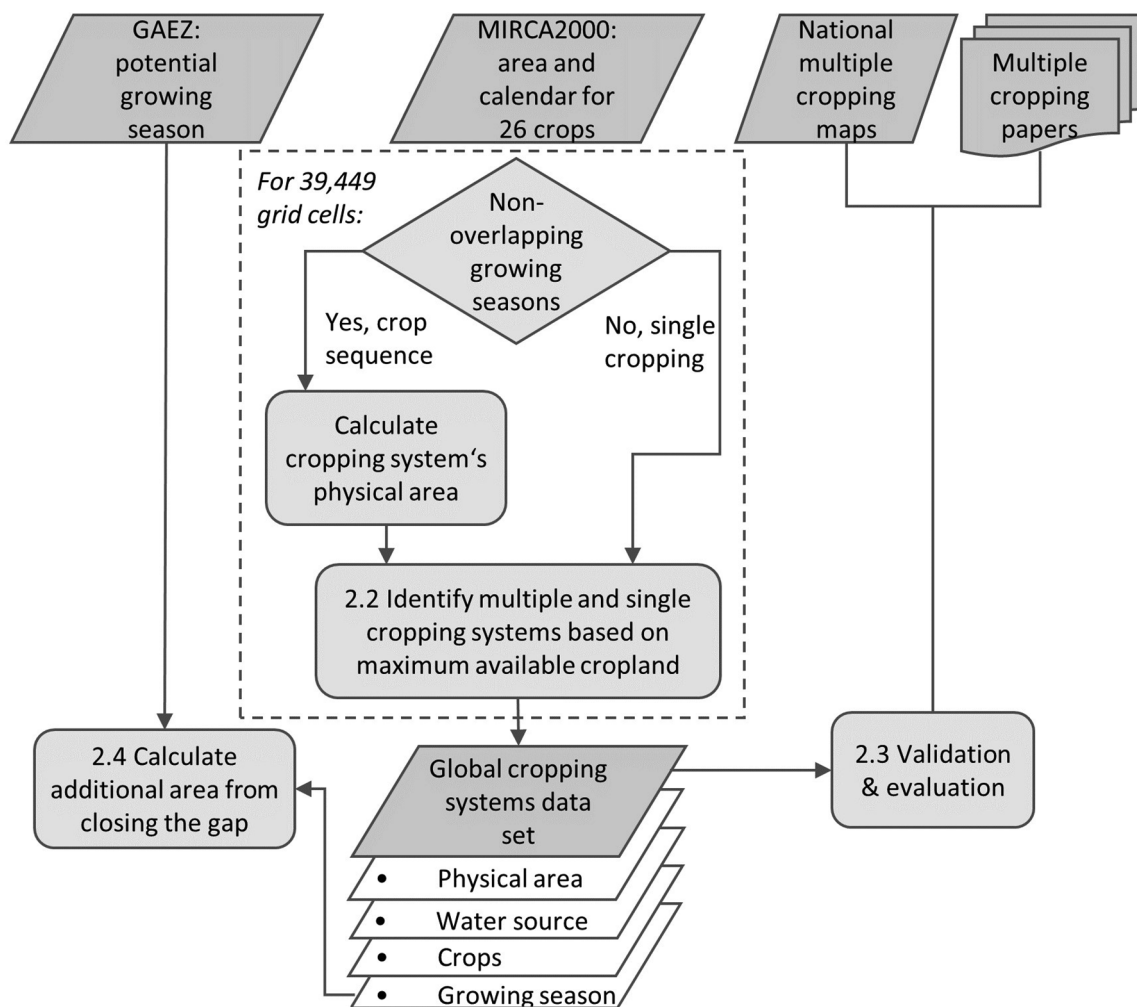 GAEZ:
potential
growing
season
MIRCA2000:
area and
calendar for
26 crops
National
multiple
cropping
maps
Multiple
cropping
papers
For 39,449
grid cells:
Non-
overlapping
growing
seasons
Yes, crop
sequence
No, single
cropping
Calculate
cropping system‘s
physical area
2.2 Identify multiple and single
cropping systems based on
maximum available cropland
2.4 Calculate
additional area from
closing the gap
Global cropping
systems data
set
2.3 Validation
& evaluation
• Physical area
• Water source
• Crops
• Growing season